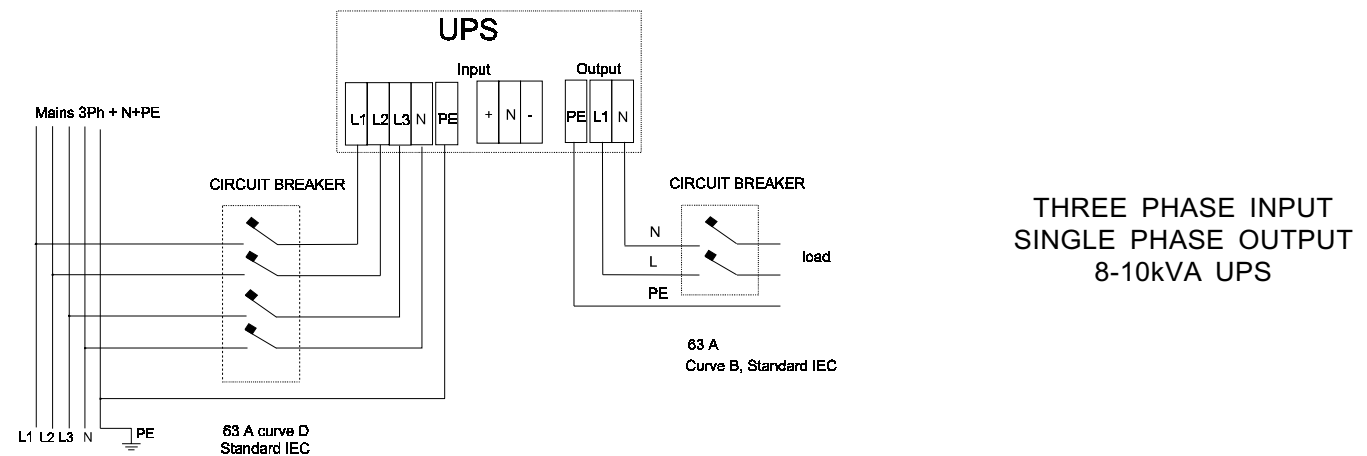 UPS
Input Output
L1 L2 L3 N PE + N - PE L1 N
Mains 3Ph + N+PE
CIRCUIT BREAKER
CIRCUIT BREAKER
N
L
PE
load
63 A
Curve B, Standard IEC
L1 L2 L3 N PE
63 A curve D
Standard IEC
THREE PHASE INPUT
SINGLE PHASE OUTPUT
8-10kVA UPS